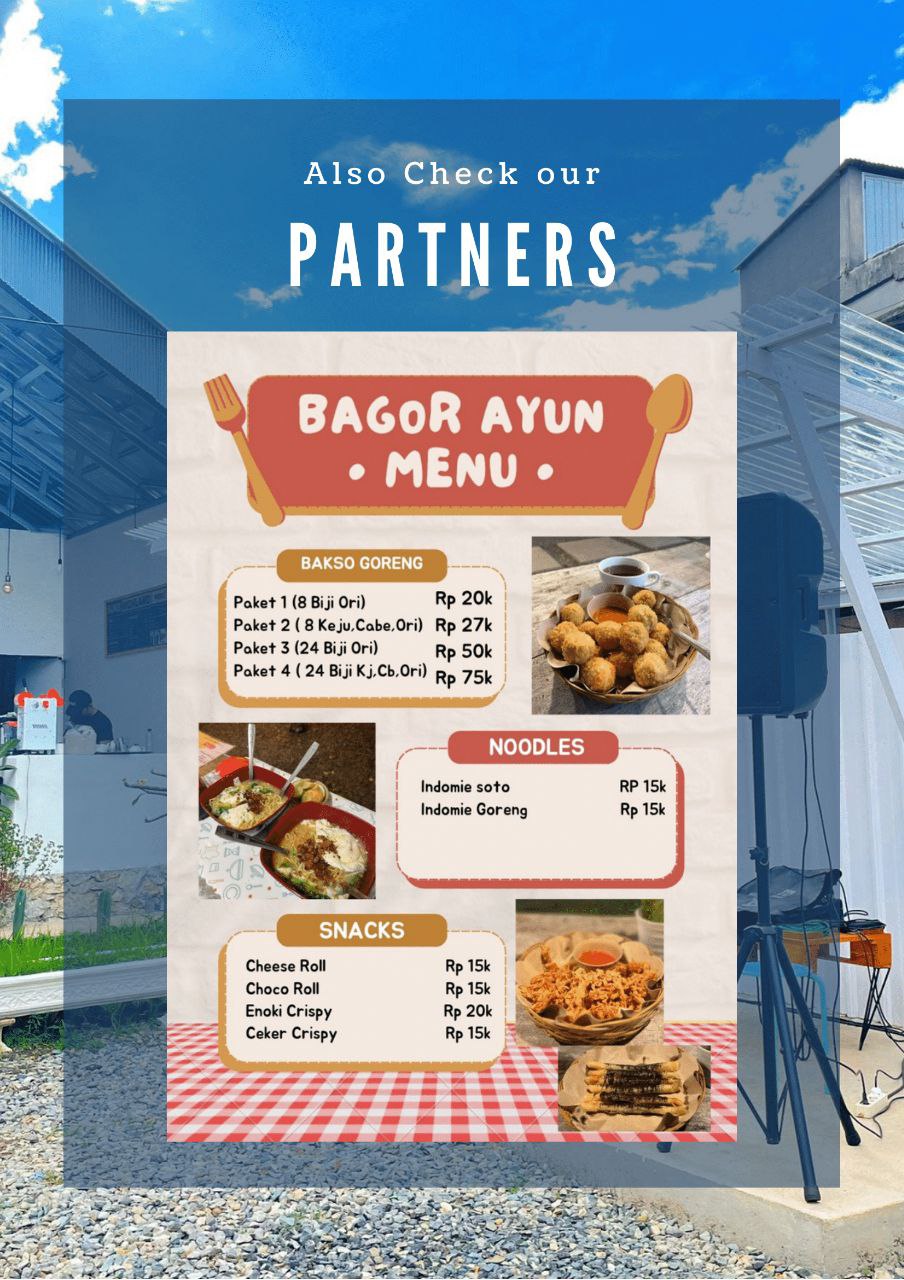 Also Check our
PARTNERS
BAGOR AYUN
• MENU •
BAKSO GORENG
Paket 1 (8 Biji Ori) Rp 20k
Paket 2 ( 8 Keju,Cabe,Ori) Rp 27k
Paket 3 (24 Biji Ori) Rp 50k
Paket 4 ( 24 Biji Kj,Cb,Ori) Rp 75k
NOODLES
Indomie soto RP 15k
Indomie Goreng Rp 15k
SNACKS
Cheese Roll Rp 15k
Choco Roll Rp 15k
Enoki Crispy Rp 20k
Ceker Crispy Rp 15k